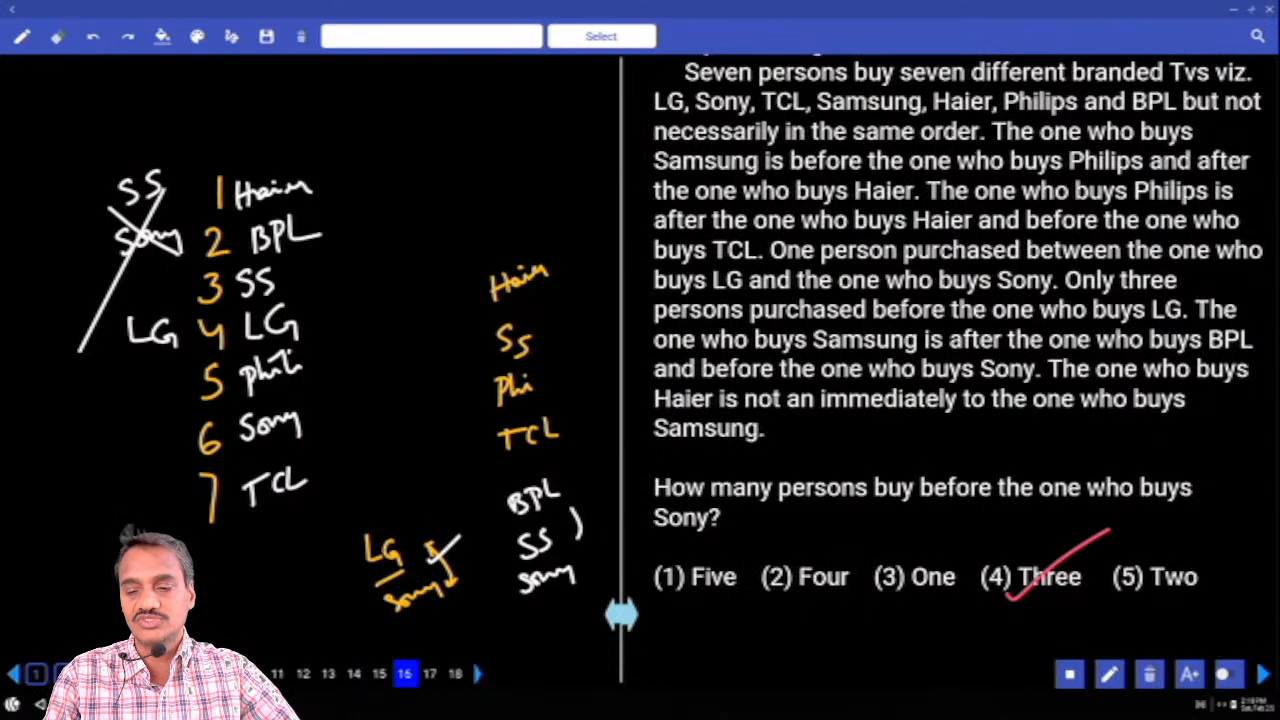 Select
Seven persons buy seven different branded Tvs viz.
LG, Sony, TCL, Samsung, Haier, Philips and BPL but not
necessarily in the same order. The one who buys
Samsung is before the one who buys Philips and after
the one who buys Haier. The one who buys Philips is
after the one who buys Haier and before the one who
buys TCL. One person purchased between the one who
buys LG and the one who buys Sony. Only three
persons purchased before the one who buys LG. The
one who buys Samsung is after the one who buys BPL
and before the one who buys Sony. The one who buys
Haier is not an immediately to the one who buys
Samsung.
How many persons buy before the one who buys
Sony?
(1) Five (2) Four (3) One (4) Three (5) Two
SS 1 Haier
Sony 2 BPL
3 SS
LG 4 LG
5 phili
6 Sony
7 TCL
Haier
SS
Phi
TCL
BPL
SS
Sony
LG
Sony
1 11 12 13 14 15 16 17 18
A+